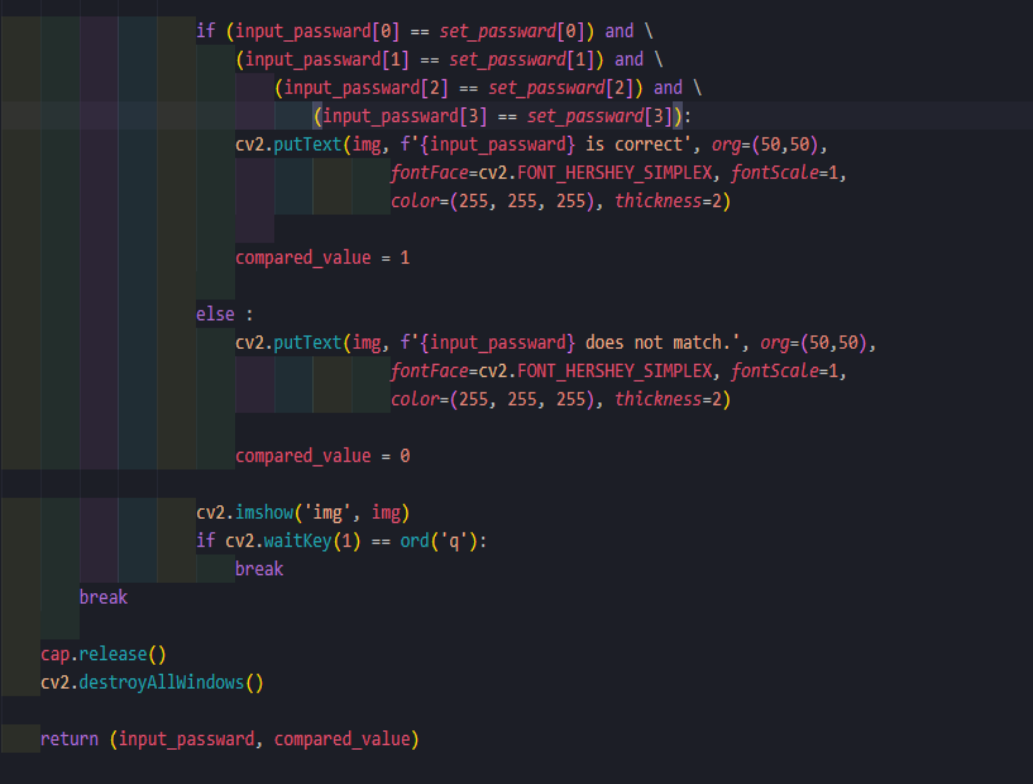 if (input_passward[0] == set_passward[0]) and \
(input_passward[1] == set_passward[1]) and \
(input_passward[2] == set_passward[2]) and \
(input_passward[3] == set_passward[3]):
cv2.putText(img, f'{input_passward} is correct', org=(50,50),
fontFace=cv2.FONT_HERSHEY_SIMPLEX, fontScale=1,
color=(255, 255, 255), thickness=2)
compared_value = 1
else :
cv2.putText(img, f'{input_passward} does not match.', org=(50,50),
fontFace=cv2.FONT_HERSHEY_SIMPLEX, fontScale=1,
color=(255, 255, 255), thickness=2)
compared_value = 0
cv2.imshow('img', img)
if cv2.waitKey(1) == ord('q'):
break
break
cap.release()
cv2.destroyAllWindows()
return (input_passward, compared_value)